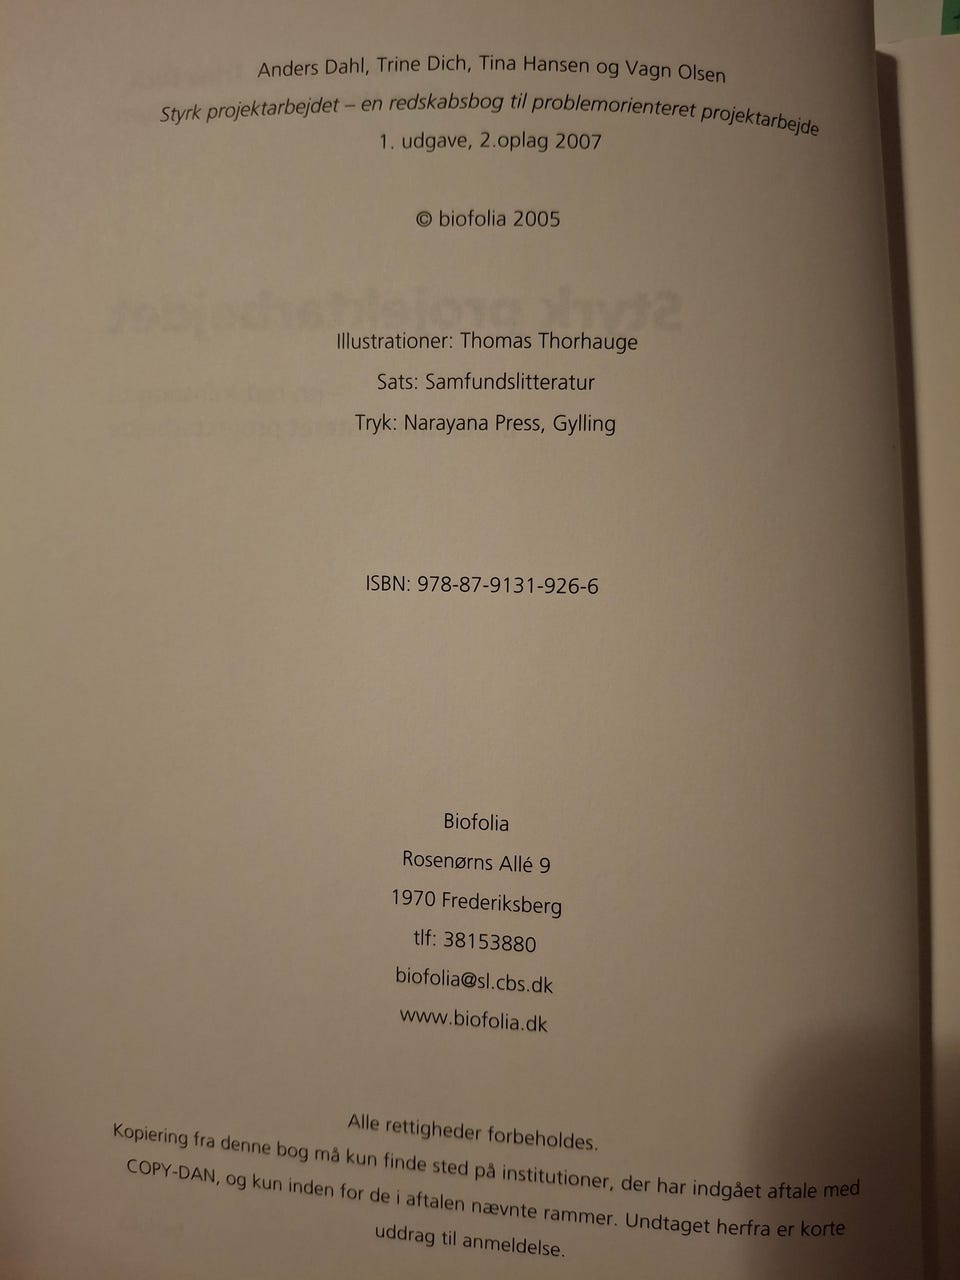 Anders Dahl, Trine Dich, Tina Hansen og Vagn Olsen
Styrk projektarbejdet – en redskabsbog til problemorienteret projektarbejde
1. udgave, 2.oplag 2007
© biofolia 2005
Illustrationer: Thomas Thorhauge
Sats: Samfundslitteratur
Tryk: Narayana Press, Gylling
ISBN: 978-87-9131-926-6
Biofolia
Rosenørns Allé 9
1970 Frederiksberg
tlf: 38153880
biofolia@sl.cbs.dk
www.biofolia.dk
Alle rettigheder forbeholdes.
Kopiering fra denne bog må kun finde sted på institutioner, der har indgået aftale med
COPY-DAN, og kun inden for de i aftalen nævnte rammer. Undtaget herfra er korte
uddrag til anmeldelse.